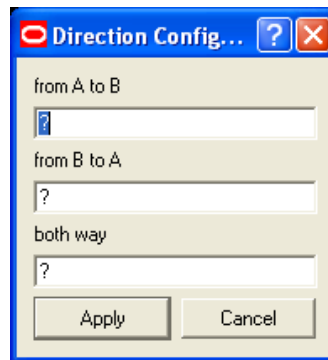 Direction Config... ?
from A to B
?
from B to A
?
both way
?
Apply Cancel